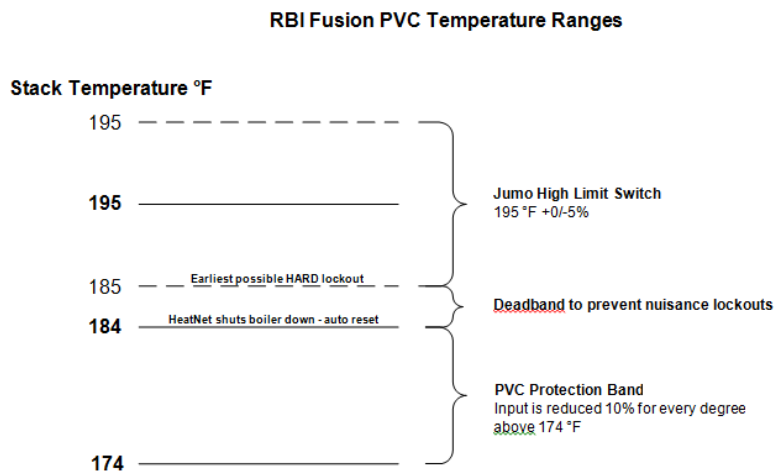 RBI Fusion PVC Temperature Ranges
Stack Temperature °F
195
195
Jumo High Limit Switch
195 °F +0/-5%
Earliest possible HARD lockout
185
Deadband to prevent nuisance lockouts
HeatNet shuts boiler down - auto reset
184
PVC Protection Band
Input is reduced 10% for every degree
above 174 °F
174